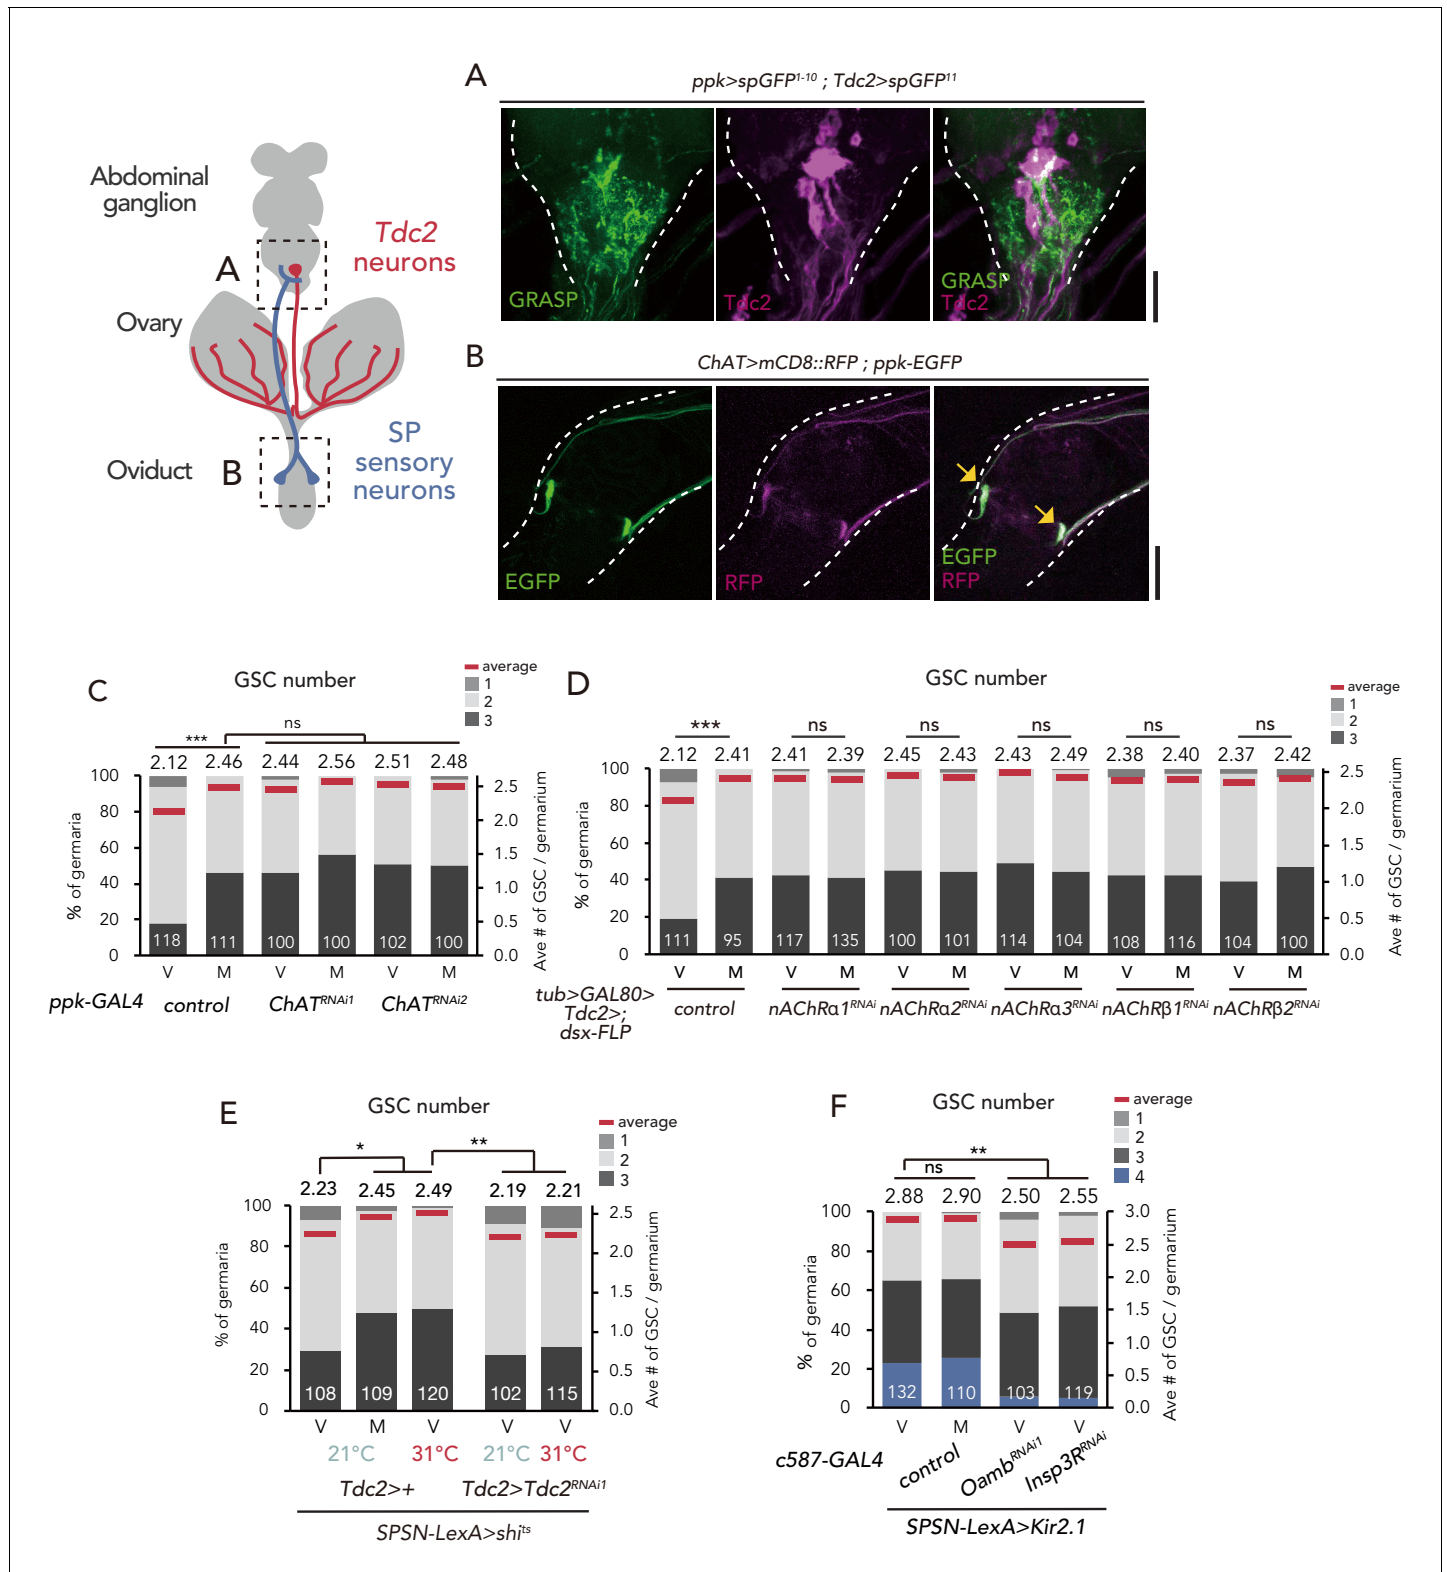 Abdominal
ganglion
Tdc2
neurons
A
Ovary
SP
sensory
neurons
Oviduct
B
A
ppk>spGFP1-10 ; Tdc2>spGFP11
GRASP
Tdc2
GRASP
Tdc2
B
ChAT>mCD8::RFP ; ppk-EGFP
EGFP
RFP
EGFP
RFP
C
GSC number
average
1
2
3
ns
***
2.12 2.46 2.44 2.56 2.51 2.48
% of germaria
100
80
60
40
20
0
2.5
2.0
1.5
1.0
0.5
0.0
Ave # of GSC / germarium
118 111 100 100 102 100
V M V M V M
ppk-GAL4 control ChATRNAi1 ChATRNAi2
D
GSC number
average
1
2
3
*** ns ns ns ns ns
2.12 2.41 2.41 2.39 2.45 2.43 2.43 2.49 2.38 2.40 2.37 2.42
% of germaria
100
80
60
40
20
0
2.5
2.0
1.5
1.0
0.5
0.0
Ave # of GSC / germarium
111 95 117 135 100 101 114 104 108 116 104 100
V M V M V M V M V M V M
tub>GAL80>
Tdc2>;
dsx-FLP
control nAChRα1RNAi nAChRα2RNAi nAChRα3RNAi nAChRβ1RNAi nAChRβ2RNAi
E
GSC number
average
1
2
3
* **
2.23 2.45 2.49 2.19 2.21
% of germaria
100
80
60
40
20
0
2.5
2.0
1.5
1.0
0.5
0.0
Ave # of GSC / germarium
108 109 120 102 115
V M V V V
21°C 31°C 21°C 31°C
Tdc2>+ Tdc2>Tdc2RNAi1
SPSN-LexA>shits
F
GSC number
average
1
2
3
4
**
ns
2.88 2.90 2.50 2.55
% of germaria
100
80
60
40
20
0
3.0
2.5
2.0
1.5
1.0
0.5
0.0
Ave # of GSC / germarium
132 110 103 119
V M V V
c587-GAL4 control OambRNAi1 Insp3RRNAi
SPSN-LexA>Kir2.1